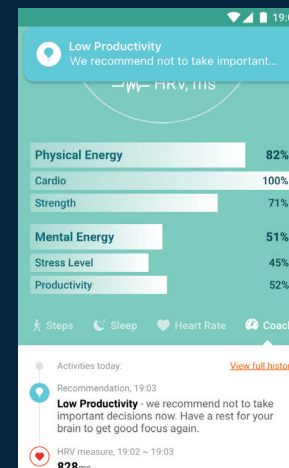 19:0
Low Productivity
We recommend not to take important...
HRV, ms
Physical Energy 82%
Cardio 100%
Strength 71%
Mental Energy 51%
Stress Level 45%
Productivity 52%
Steps Sleep Heart Rate Coach
Activities today: View full histor
Recommendation, 19:03
Low Productivity - we recommend not to take
important decisions now. Have a rest for your
brain to get good focus again.
HRV measure, 19:02 ~ 19:03
828ms